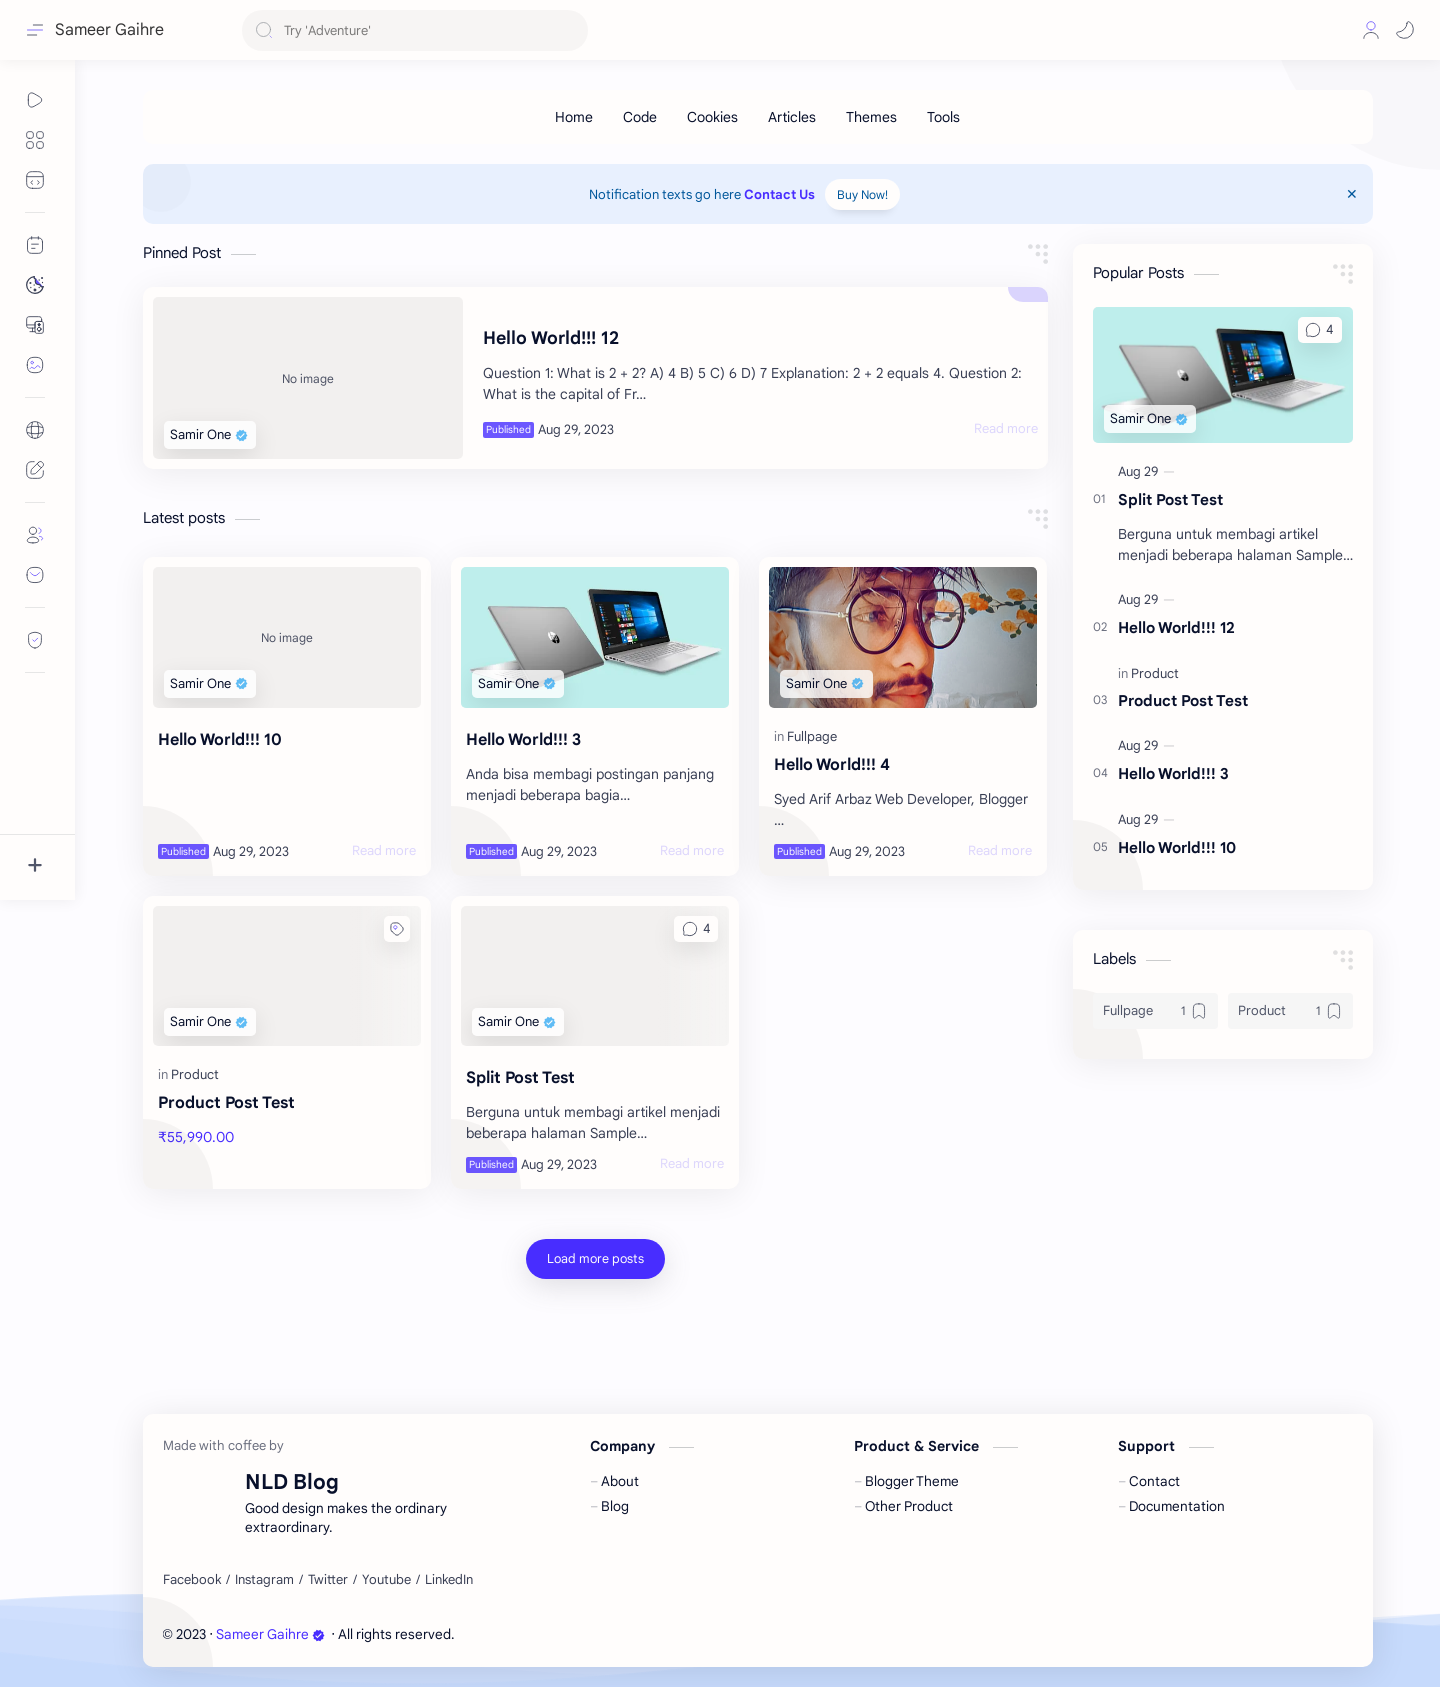 Sameer Gaihre
Try 'Adventure'
Home Code Cookies Articles Themes Tools
Notification texts go here Contact Us Buy Now!
Pinned Post
No image
Samir One
Hello World!!! 12
Question 1: What is 2 + 2? A) 4 B) 5 C) 6 D) 7 Explanation: 2 + 2 equals 4. Question 2:
What is the capital of Fr...
Published Aug 29, 2023 Read more
Latest posts
No image
Samir One
Hello World!!! 10
Published Aug 29, 2023 Read more
Samir One
Hello World!!! 3
Anda bisa membagi postingan panjang
menjadi beberapa bagia...
Published Aug 29, 2023 Read more
Samir One
in Fullpage
Hello World!!! 4
Syed Arif Arbaz Web Developer, Blogger
...
Published Aug 29, 2023 Read more
Samir One
in Product
Product Post Test
₹55,990.00
4
Samir One
Split Post Test
Berguna untuk membagi artikel menjadi
beberapa halaman Sample...
Published Aug 29, 2023 Read more
Load more posts
Popular Posts
4
Samir One
Aug 29
01 Split Post Test
Berguna untuk membagi artikel
menjadi beberapa halaman Sample...
Aug 29
02 Hello World!!! 12
in Product
03 Product Post Test
Aug 29
04 Hello World!!! 3
Aug 29
05 Hello World!!! 10
Labels
Fullpage 1 Product 1
Made with coffee by
NLD Blog
Good design makes the ordinary
extraordinary.
Facebook / Instagram / Twitter / Youtube / LinkedIn
Company
– About
– Blog
Product & Service
– Blogger Theme
– Other Product
Support
– Contact
– Documentation
© 2023 · Sameer Gaihre · All rights reserved.